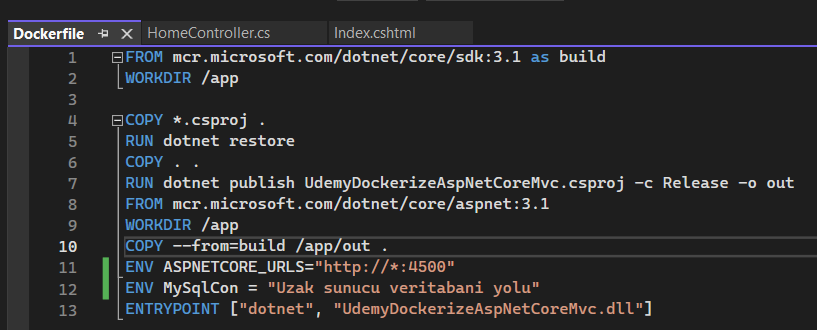 Dockerfile HomeController.cs Index.cshtml
1 FROM mcr.microsoft.com/dotnet/core/sdk:3.1 as build
2 WORKDIR /app
3
4 COPY *.csproj .
5 RUN dotnet restore
6 COPY . .
7 RUN dotnet publish UdemyDockerizeAspNetCoreMvc.csproj -c Release -o out
8 FROM mcr.microsoft.com/dotnet/core/aspnet:3.1
9 WORKDIR /app
10 COPY --from=build /app/out .
11 ENV ASPNETCORE_URLS="http://*:4500"
12 ENV MySqlCon = "Uzak sunucu veritabani yolu"
13 ENTRYPOINT ["dotnet", "UdemyDockerizeAspNetCoreMvc.dll"]